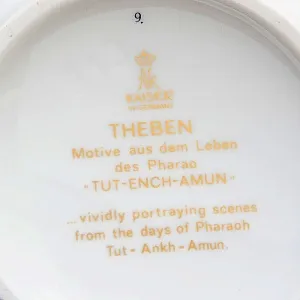 9.
KAISER
THEBEN
Motive aus dem Leben
des Pharao
"TUT-ENCH-AMUN"
...vividly portraying scenes
from the days of Pharaoh
Tut-Ankh-Amun.